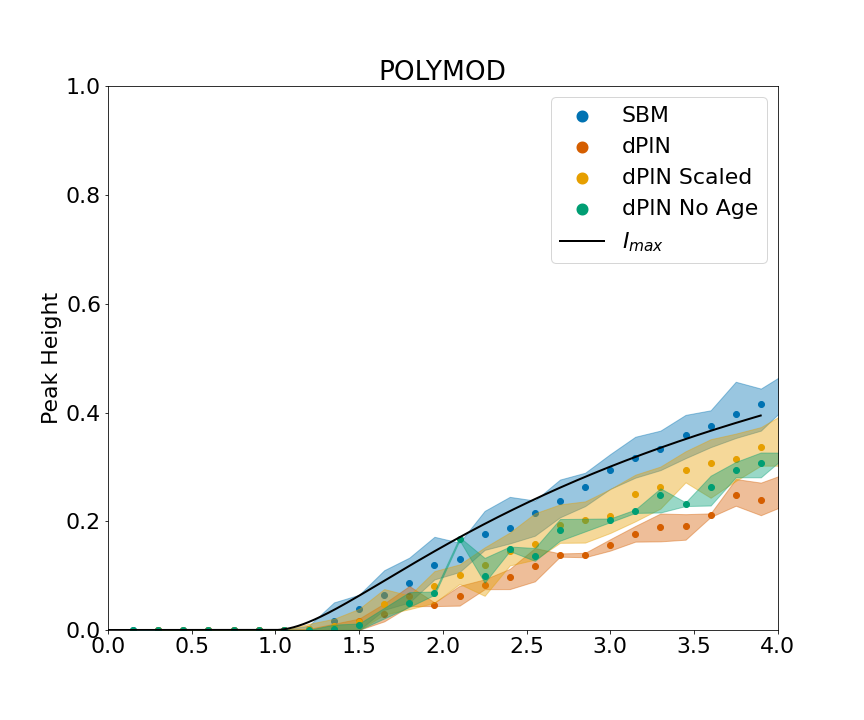 POLYMOD
1.0
0.8
0.6
0.4
0.2
0.0
Peak Height
SBM
dPIN
dPIN Scaled
dPIN No Age
I_max
0.0 0.5 1.0 1.5 2.0 2.5 3.0 3.5 4.0